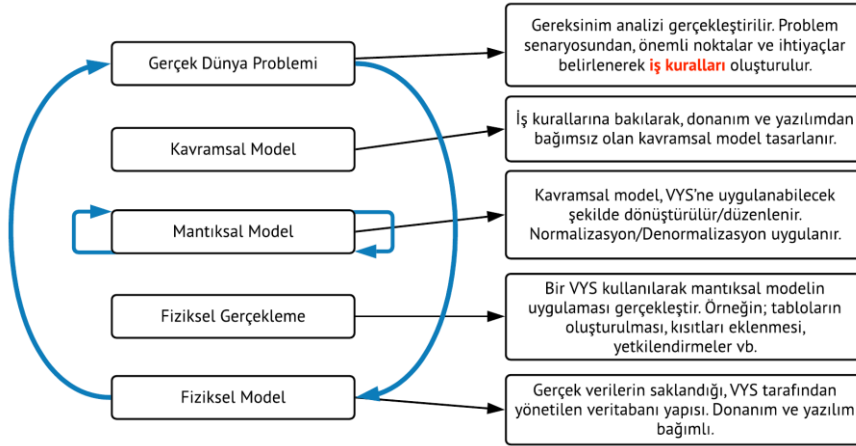 Gerçek Dünya Problemi
Gereksinim analizi gerçekleştirilir. Problem
senaryosundan, önemli noktalar ve ihtiyaçlar
belirlenerek iş kuralları oluşturulur.
Kavramsal Model
İş kurallarına bakılarak, donanım ve yazılımdan
bağımsız olan kavramsal model tasarlanır.
Mantıksal Model
Kavramsal model, VYS’ne uygulanabilecek
şekilde dönüştürülür/düzenlenir.
Normalizasyon/Denormalizasyon uygulanır.
Fiziksel Gerçekleme
Bir VYS kullanılarak mantıksal modelin
uygulaması gerçekleştir. Örneğin; tabloların
oluşturulması, kısıtları eklenmesi,
yetkilendirmeler vb.
Fiziksel Model
Gerçek verilerin saklandığı, VYS tarafından
yönetilen veritabanı yapısı. Donanım ve yazılım
bağımlı.